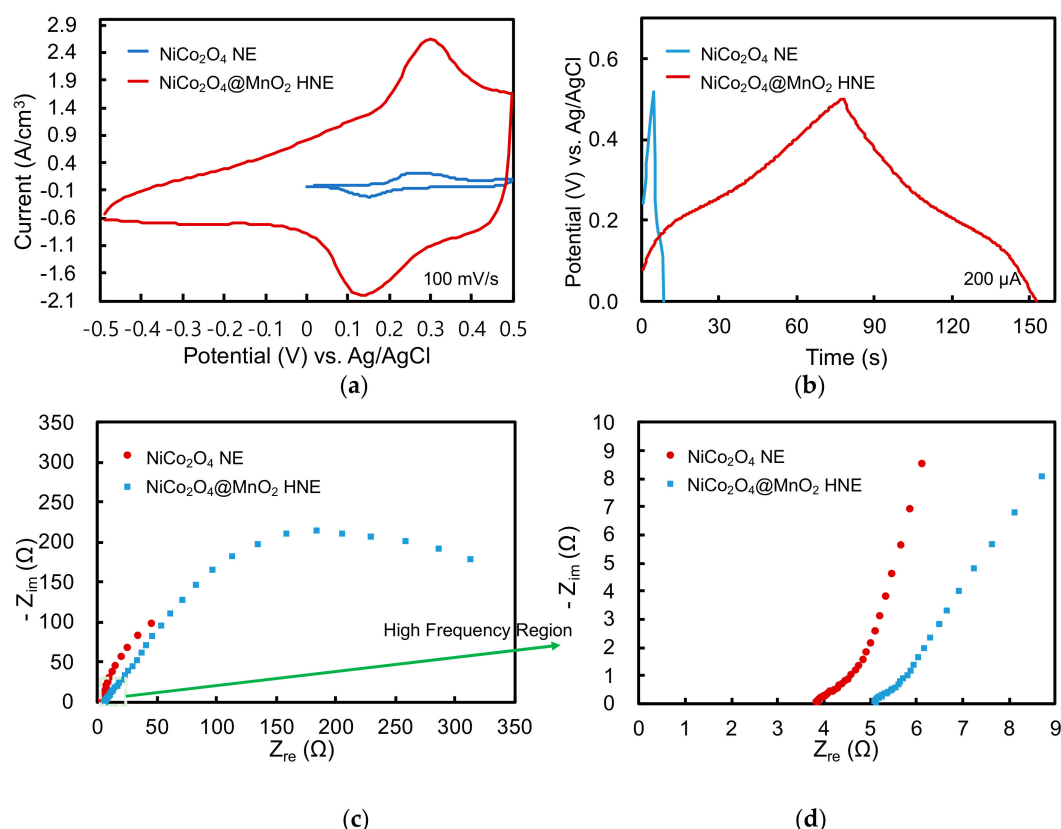 2.9
2.4
1.9
1.4
0.9
0.4
-0.1
-0.6
-1.1
-1.6
-2.1
Current (A/cm³)
NiCo₂O₄ NE
NiCo₂O₄@MnO₂ HNE
100 mV/s
-0.5 -0.4 -0.3 -0.2 -0.1 0 0.1 0.2 0.3 0.4 0.5
Potential (V) vs. Ag/AgCl
(a)
0.6
0.4
0.2
0.0
Potential (V) vs. Ag/AgCl
NiCo₂O₄ NE
NiCo₂O₄@MnO₂ HNE
200 µA
0 30 60 90 120 150
Time (s)
(b)
350
300
250
200
150
100
50
0
- Zim (Ω)
NiCo₂O₄ NE
NiCo₂O₄@MnO₂ HNE
High Frequency Region
0 50 100 150 200 250 300 350
Zre (Ω)
(c)
10
9
8
7
6
5
4
3
2
1
0
- Zim (Ω)
NiCo₂O₄ NE
NiCo₂O₄@MnO₂ HNE
0 1 2 3 4 5 6 7 8 9
Zre (Ω)
(d)